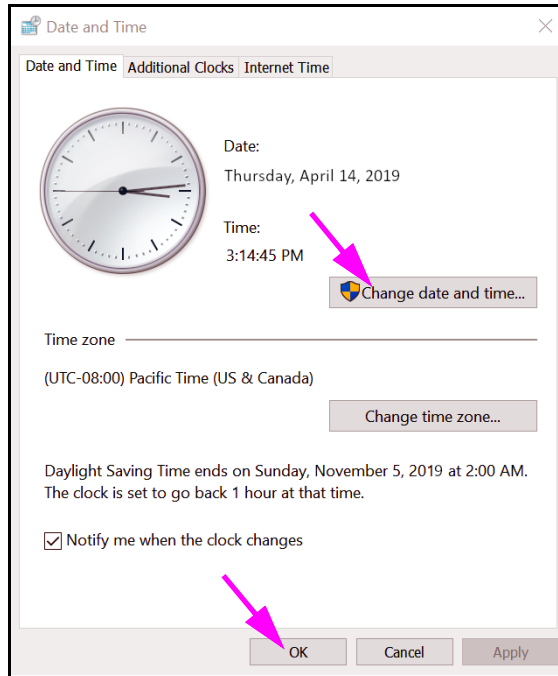 Date and Time
Date and Time Additional Clocks Internet Time
Date:
Thursday, April 14, 2019
Time:
3:14:45 PM
Change date and time...
Time zone
(UTC-08:00) Pacific Time (US & Canada)
Change time zone...
Daylight Saving Time ends on Sunday, November 5, 2019 at 2:00 AM.
The clock is set to go back 1 hour at that time.
Notify me when the clock changes
OK Cancel Apply